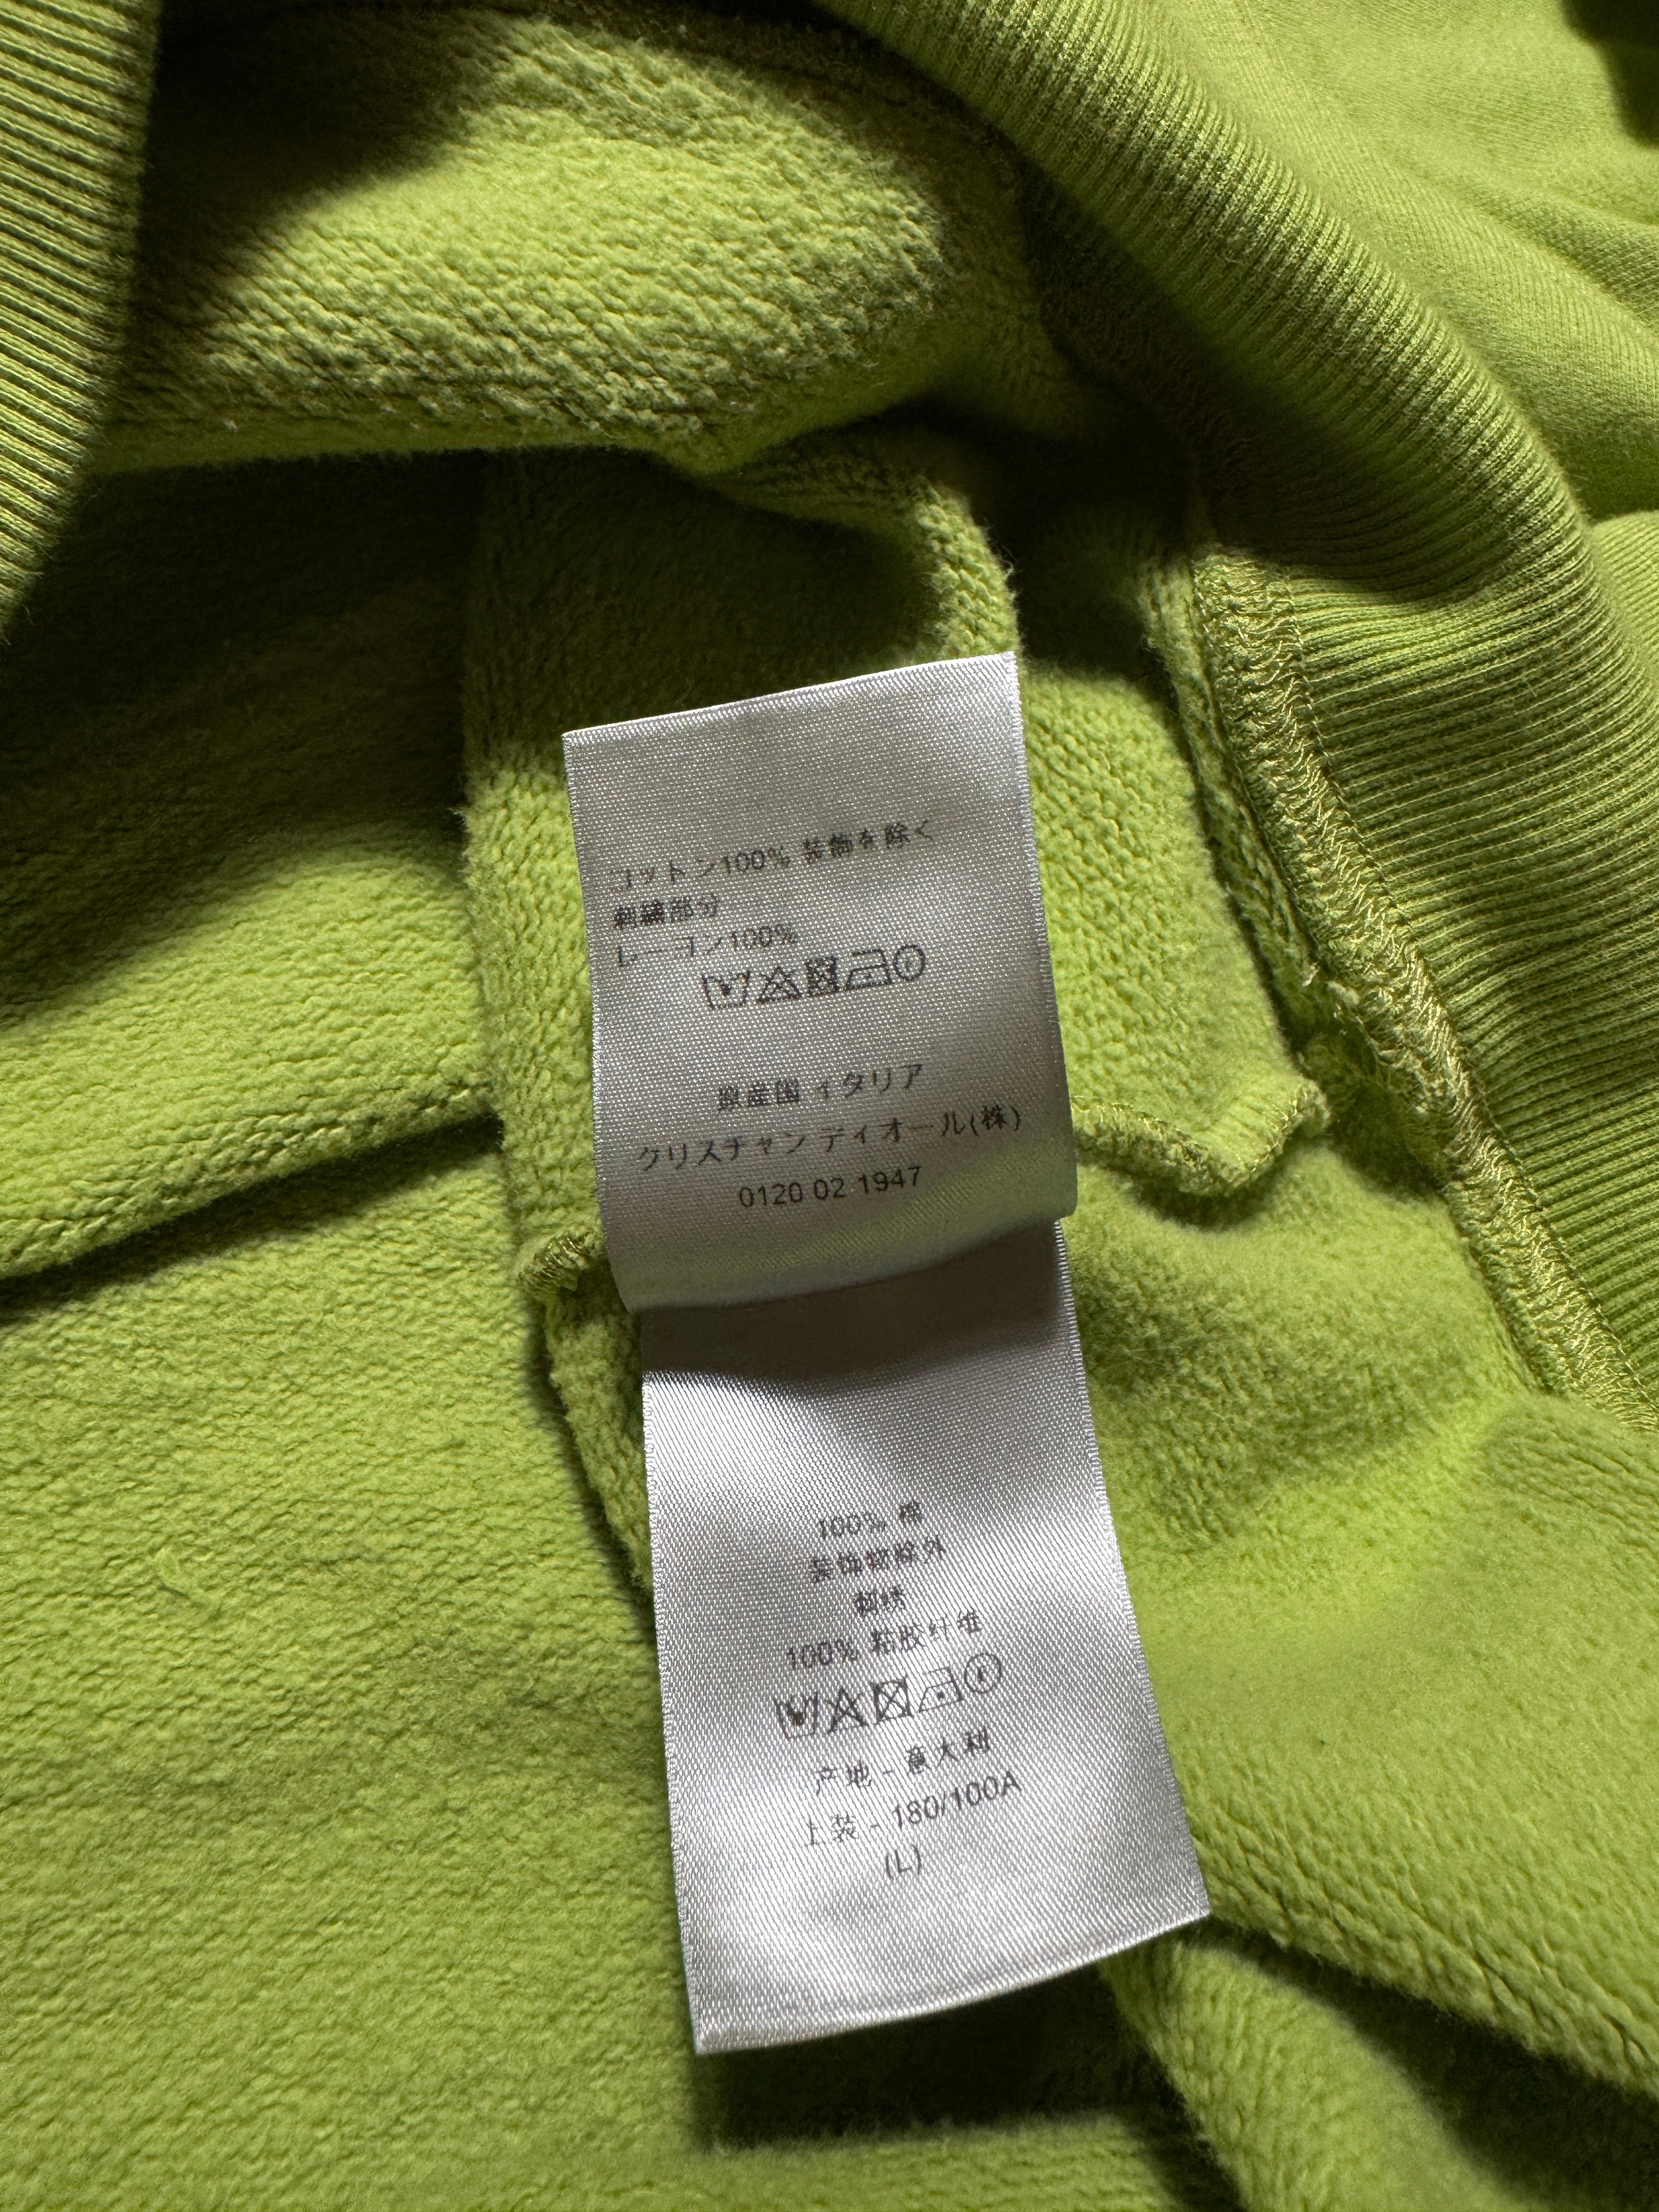 コットン100% 装飾を除く
刺繍部分
レーヨン100%
原産国 イタリア
クリスチャン ディオール(株)
0120 02 1947
100% 棉
装饰物除外
刺绣
100% 粘胶纤维
产地 - 意大利
上装 - 180/100A
(L)